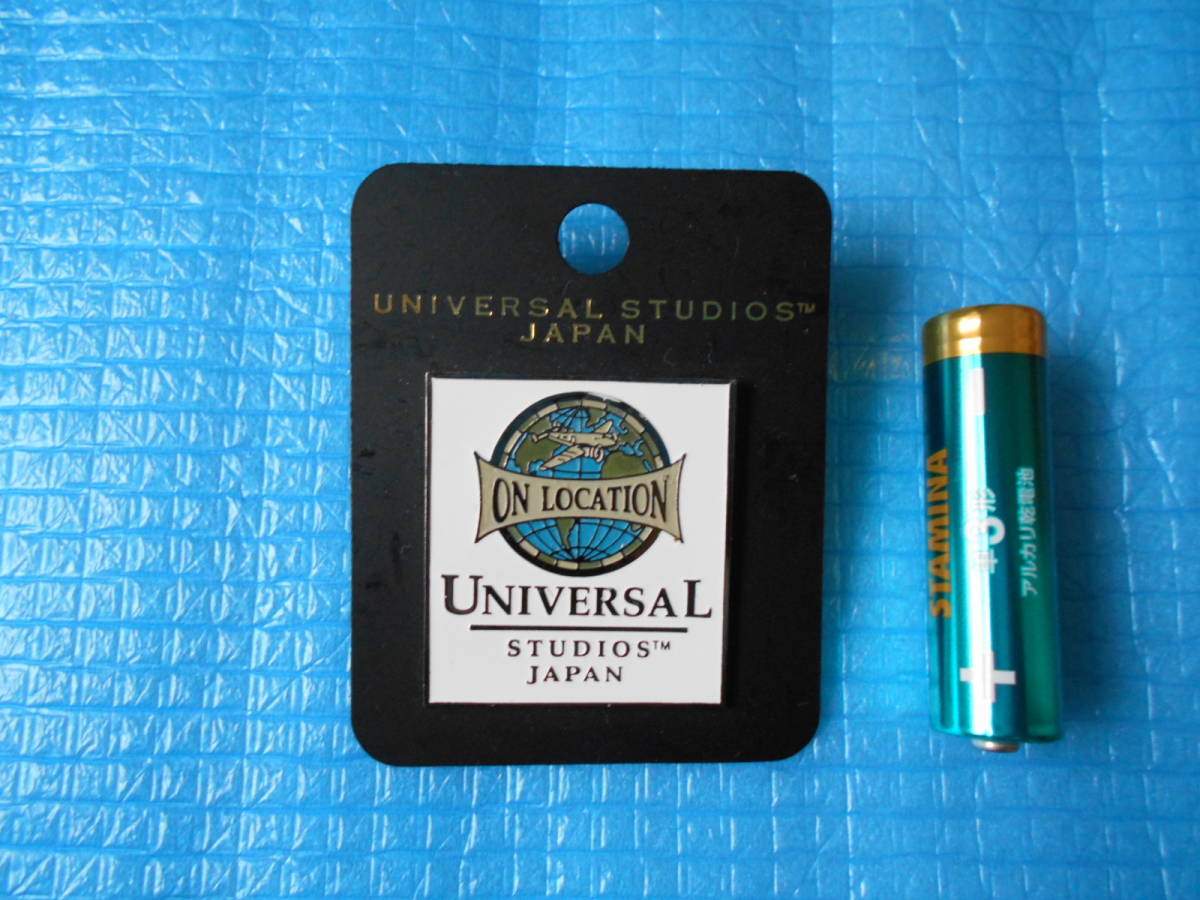 UNIVERSAL STUDIOS™
JAPAN
ON LOCATION
UNIVERSAL
STUDIOS™
JAPAN
STAMINA
単3形
アルカリ乾電池